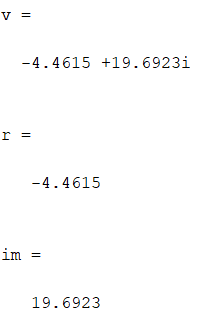 v =
-4.4615 +19.6923i
r =
-4.4615
im =
19.6923